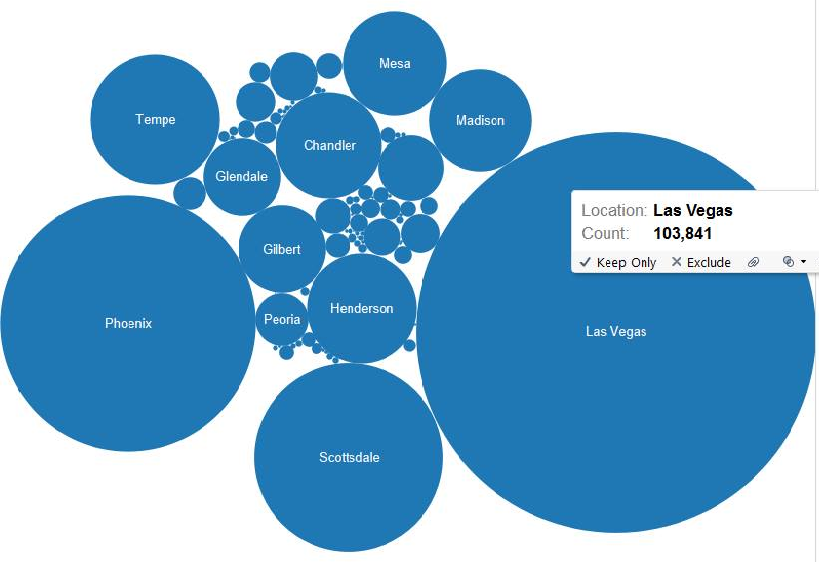 Mesa
Tempe
Madison
Chandler
Glendale
Location: Las Vegas
Count: 103,841
Keep Only Exclude
Gilbert
Henderson
Peoria
Phoenix
Las Vegas
Scottsdale